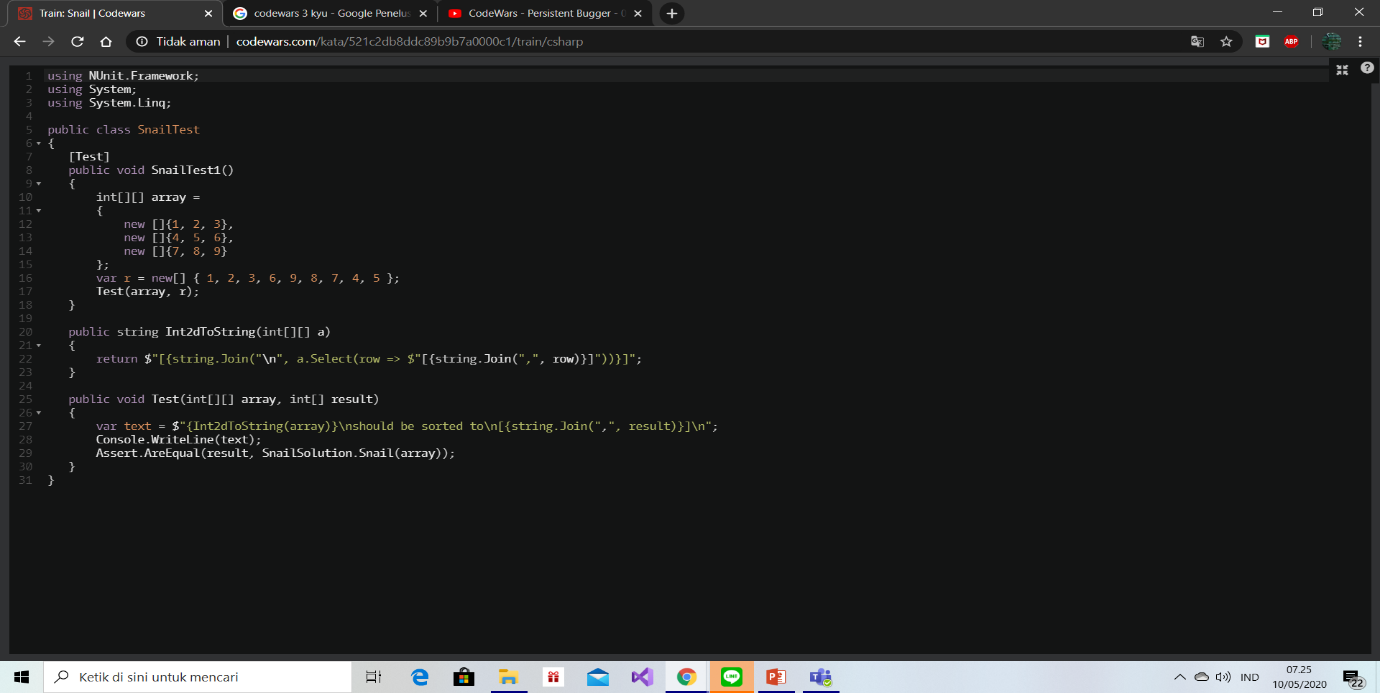 Train: Snail | Codewars
codewars 3 kyu - Google Penelus
CodeWars - Persistent Bugger - C
Tidak aman | codewars.com/kata/521c2db8ddc89b9b7a0000c1/train/csharp
ABP
1 using NUnit.Framework;
2 using System;
3 using System.Linq;
4
5 public class SnailTest
6 {
7 [Test]
8 public void SnailTest1()
9 {
10 int[][] array =
11 {
12 new []{1, 2, 3},
13 new []{4, 5, 6},
14 new []{7, 8, 9}
15 };
16 var r = new[] { 1, 2, 3, 6, 9, 8, 7, 4, 5 };
17 Test(array, r);
18 }
19
20 public string Int2dToString(int[][] a)
21 {
22 return $"[{string.Join("\n", a.Select(row => $"[{string.Join(",", row)}]"))}]";
23 }
24
25 public void Test(int[][] array, int[] result)
26 {
27 var text = $"{Int2dToString(array)}\nshould be sorted to\n[{string.Join(",", result)}]\n";
28 Console.WriteLine(text);
29 Assert.AreEqual(result, SnailSolution.Snail(array));
30 }
31 }
Ketik di sini untuk mencari
LINE
IND
07.25
10/05/2020
22